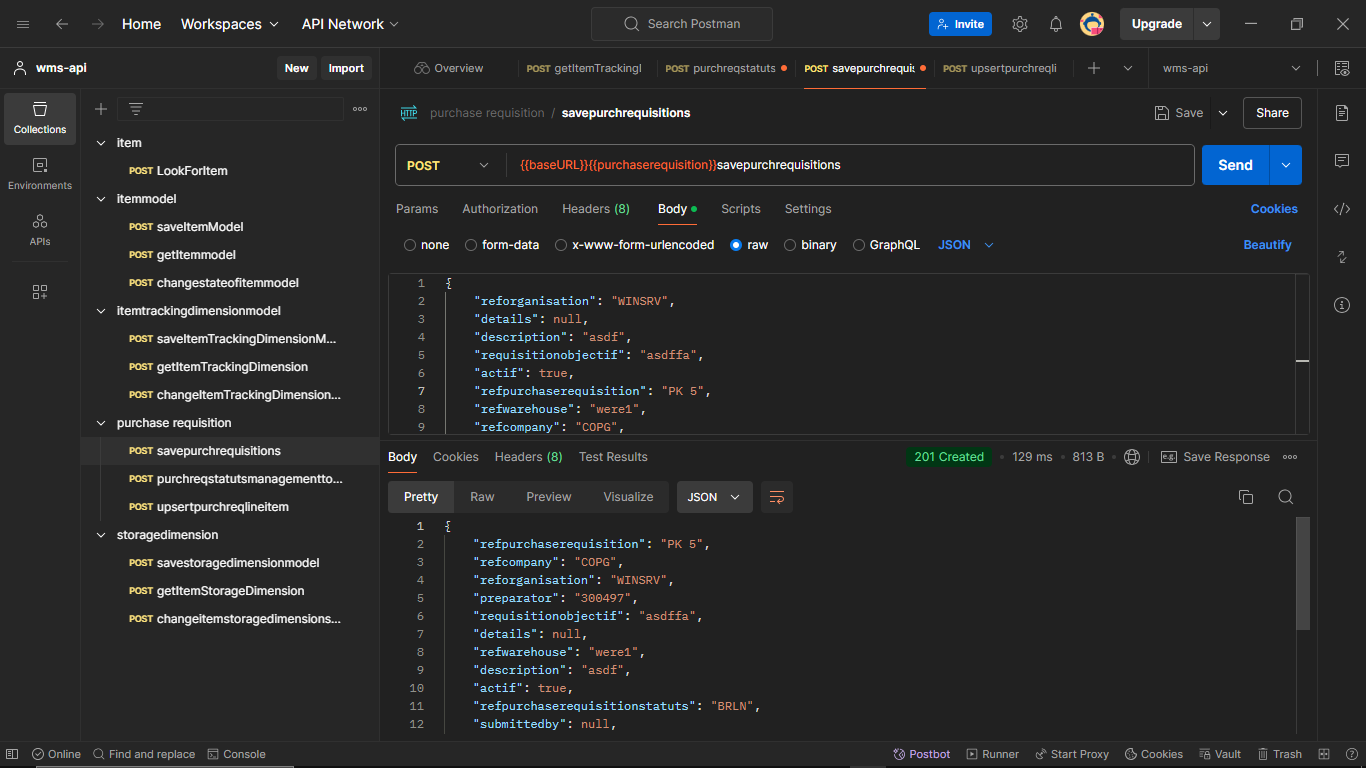 Home
Workspaces
API Network
Search Postman
Invite
Upgrade
wms-api
New
Import
Overview
POST getItemTrackingI
POST purchreqstatuts
POST savepurchrequis
POST upsertpurchreqli
wms-api
Collections
Environments
APIs
item
POST LookForItem
itemmodel
POST saveItemModel
POST getItemmodel
POST changestateofitemmodel
itemtrackingdimensionmodel
POST saveItemTrackingDimensionM...
POST getItemTrackingDimension
POST changeItemTrackingDimension...
purchase requisition
POST savepurchrequisitions
POST purchreqstatutsmanagementto...
POST upsertpurchreqlineitem
storagedimension
POST savestoragedimensionmodel
POST getItemStorageDimension
POST changeitemstoragedimensions...
HTTP purchase requisition / savepurchrequisitions
Save
Share
POST
{{baseURL}}{{purchaserequisition}}savepurchrequisitions
Send
Params Authorization Headers (8) Body Scripts Settings
Cookies
none form-data x-www-form-urlencoded raw binary GraphQL JSON
Beautify
1 {
2 "reforganisation": "WINSRV",
3 "details": null,
4 "description": "asdf",
5 "requisitionobjectif": "asdffa",
6 "actif": true,
7 "refpurchaserequisition": "PK 5",
8 "refwarehouse": "were1",
9 "refcompany": "COPG",
Body Cookies Headers (8) Test Results
201 Created • 129 ms • 813 B
e.g. Save Response
Pretty Raw Preview Visualize JSON
1 {
2 "refpurchaserequisition": "PK 5",
3 "refcompany": "COPG",
4 "reforganisation": "WINSRV",
5 "preparator": "300497",
6 "requisitionobjectif": "asdffa",
7 "details": null,
8 "refwarehouse": "were1",
9 "description": "asdf",
10 "actif": true,
11 "refpurchaserequisitionstatuts": "BRLN",
12 "submittedby": null,
Online
Find and replace
Console
Postbot
Runner
Start Proxy
Cookies
Vault
Trash